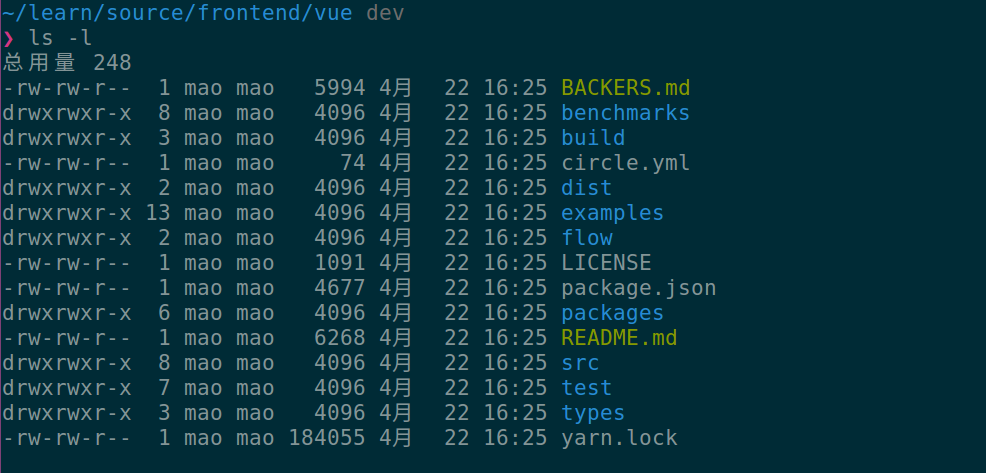 ~/learn/source/frontend/vue dev
❯ ls -l
总用量 248
-rw-rw-r--  1 mao mao   5994 4月   22 16:25 BACKERS.md
drwxrwxr-x  8 mao mao   4096 4月   22 16:25 benchmarks
drwxrwxr-x  3 mao mao   4096 4月   22 16:25 build
-rw-rw-r--  1 mao mao     74 4月   22 16:25 circle.yml
drwxrwxr-x  2 mao mao   4096 4月   22 16:25 dist
drwxrwxr-x 13 mao mao   4096 4月   22 16:25 examples
drwxrwxr-x  2 mao mao   4096 4月   22 16:25 flow
-rw-rw-r--  1 mao mao   1091 4月   22 16:25 LICENSE
-rw-rw-r--  1 mao mao   4677 4月   22 16:25 package.json
drwxrwxr-x  6 mao mao   4096 4月   22 16:25 packages
-rw-rw-r--  1 mao mao   6268 4月   22 16:25 README.md
drwxrwxr-x  8 mao mao   4096 4月   22 16:25 src
drwxrwxr-x  7 mao mao   4096 4月   22 16:25 test
drwxrwxr-x  3 mao mao   4096 4月   22 16:25 types
-rw-rw-r--  1 mao mao 184055 4月   22 16:25 yarn.lock